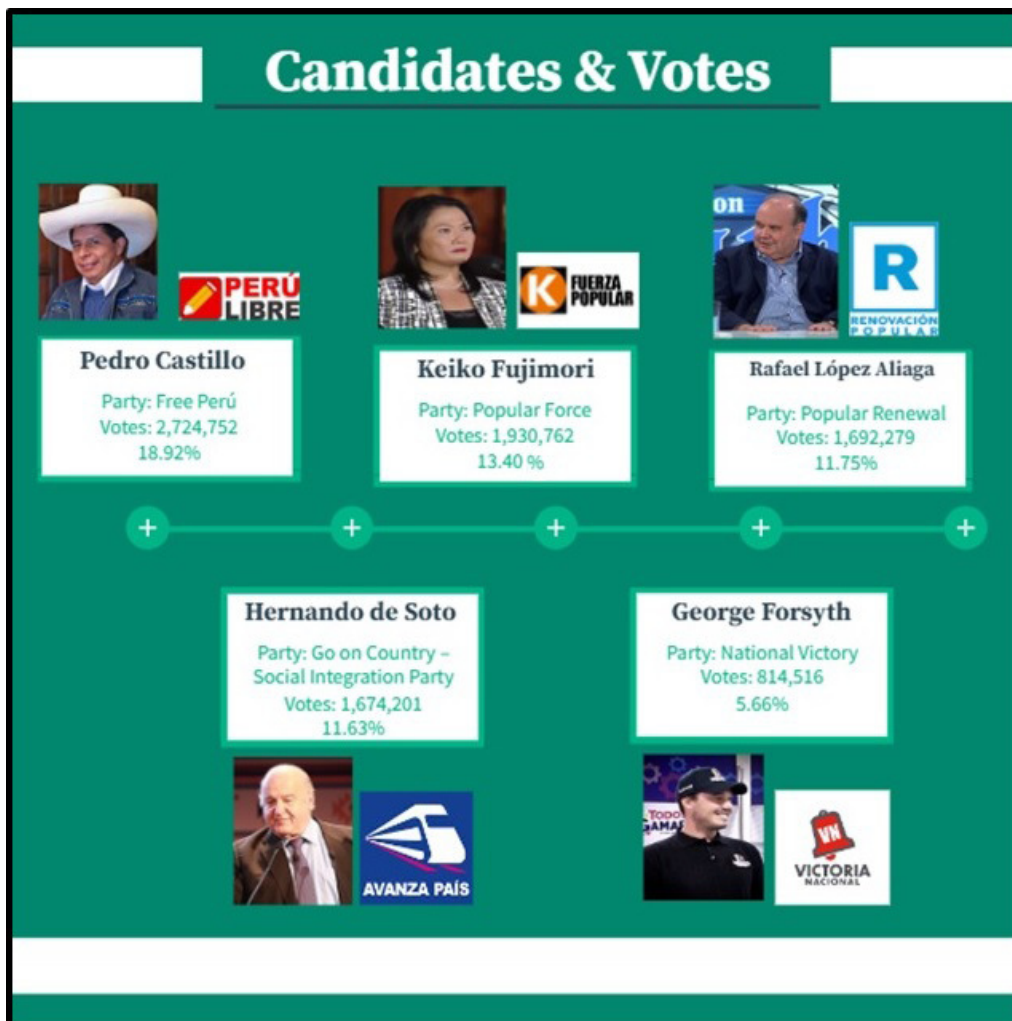 Candidates & Votes
PERÚ
LIBRE
Pedro Castillo
Party: Free Perú
Votes: 2,724,752
18.92%
K
FUERZA
POPULAR
Keiko Fujimori
Party: Popular Force
Votes: 1,930,762
13.40 %
on
R
RENOVACIÓN
POPULAR
Rafael López Aliaga
Party: Popular Renewal
Votes: 1,692,279
11.75%
Hernando de Soto
Party: Go on Country –
Social Integration Party
Votes: 1,674,201
11.63%
AVANZA PAÍS
George Forsyth
Party: National Victory
Votes: 814,516
5.66%
TODOS
GAMAR
VN
VICTORIA
NACIONAL